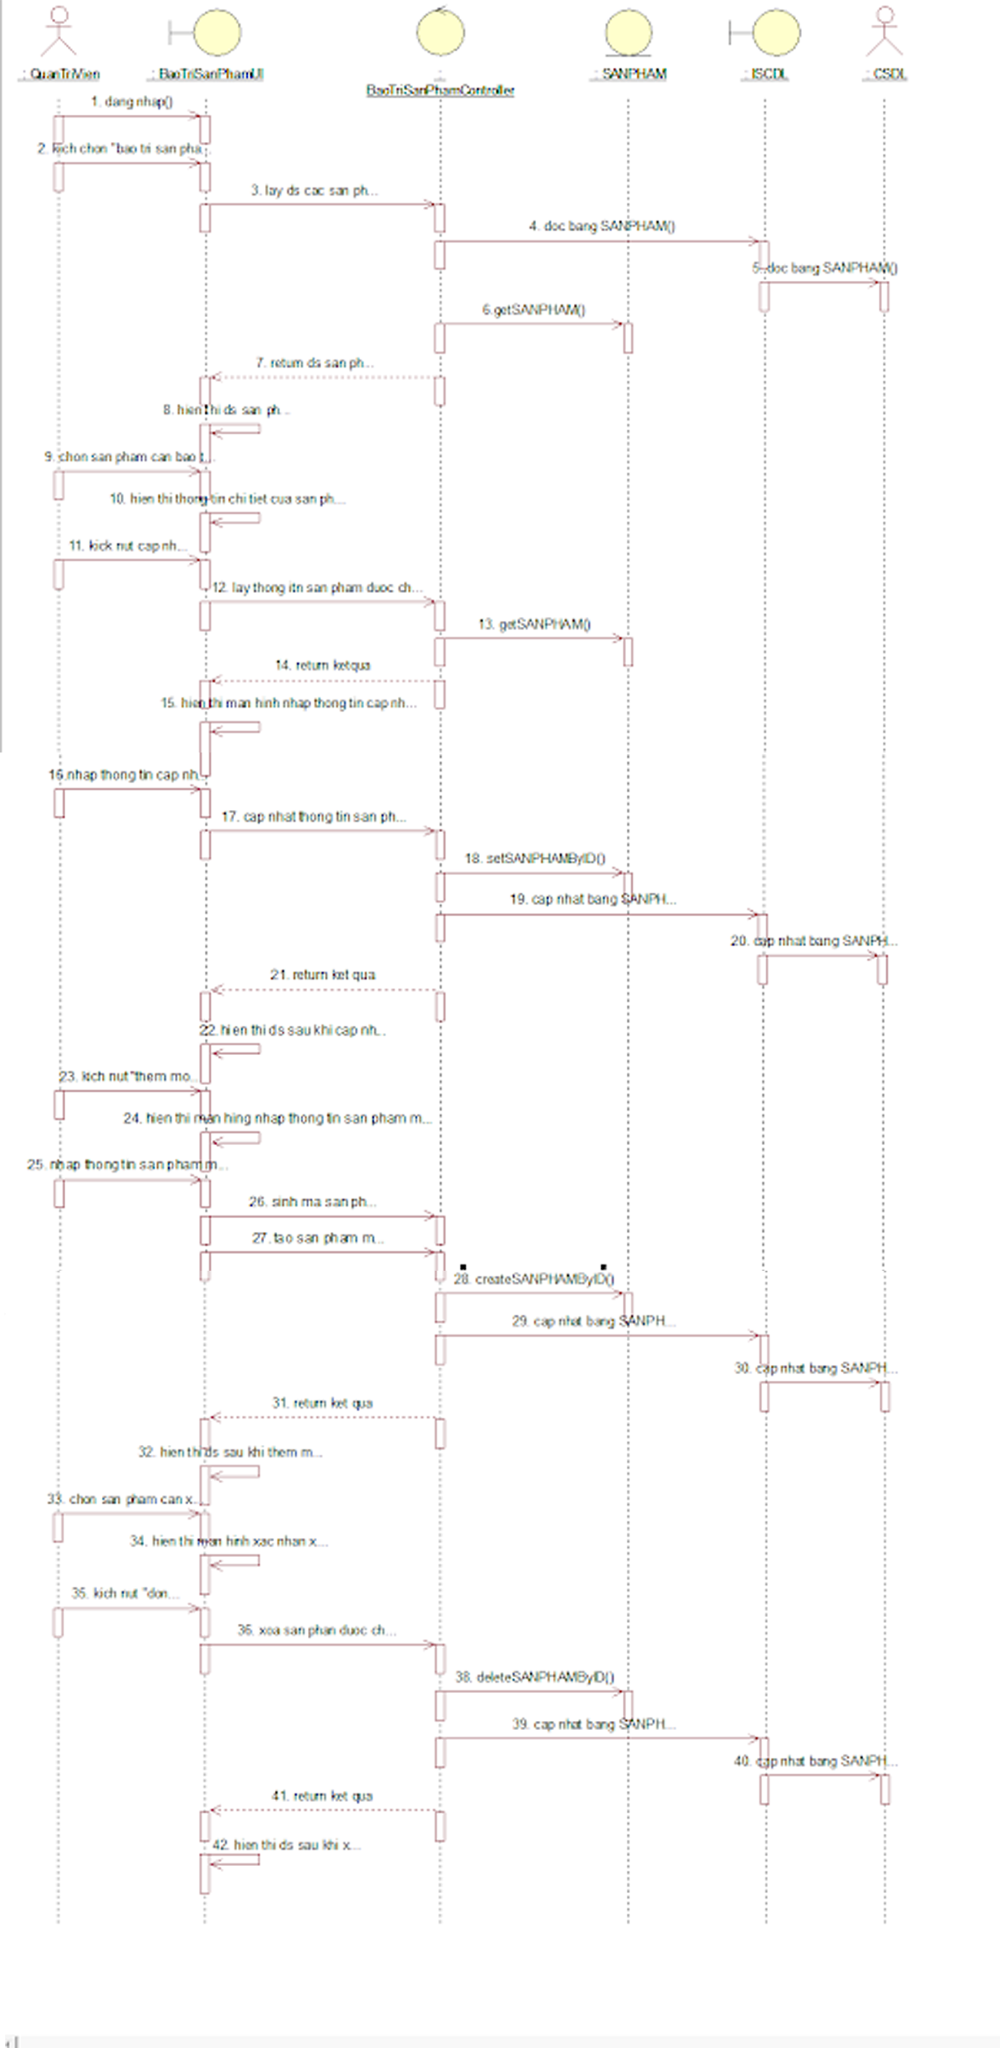 : QuanTriVien
: BaoTriSanPhamUI
:
BaoTriSanPhamController
: SANPHAM
: ISCDL
: CSDL
1. dang nhap()
2. kich chon "bao tri san pha...
3. lay ds cac san ph...
4. doc bang SANPHAM()
5. doc bang SANPHAM()
6.getSANPHAM()
7. return ds san ph...
8. hien thi ds san ph...
9. chon san pham can bao t...
10. hien thi thong tin chi tiet cua san ph...
11. kick nut cap nh...
12. lay thong itn san pham duoc ch...
13. getSANPHAM()
14. return ketqua
15. hien thi man hinh nhap thong tin cap nh...
16.nhap thong tin cap nh...
17. cap nhat thong tin san ph...
18. setSANPHAMByID()
19. cap nhat bang SANPH...
20. cap nhat bang SANPH...
21. return ket qua
22. hien thi ds sau khi cap nh...
23. kich nut "them mo...
24. hien thi man hing nhap thong tin san pham m...
25. nhap thong tin san pham m...
26. sinh ma san ph...
27. tao san pham m...
28. createSANPHAMByID()
29. cap nhat bang SANPH...
30. cap nhat bang SANPH...
31. return ket qua
32. hien thi ds sau khi them m...
33. chon san pham can x...
34. hien thi man hinh xac nhan x...
35. kich nut "don...
36. xoa san phan duoc ch...
38. deleteSANPHAMByID()
39. cap nhat bang SANPH...
40. cap nhat bang SANPH...
41. return ket qua
42. hien thi ds sau khi x...